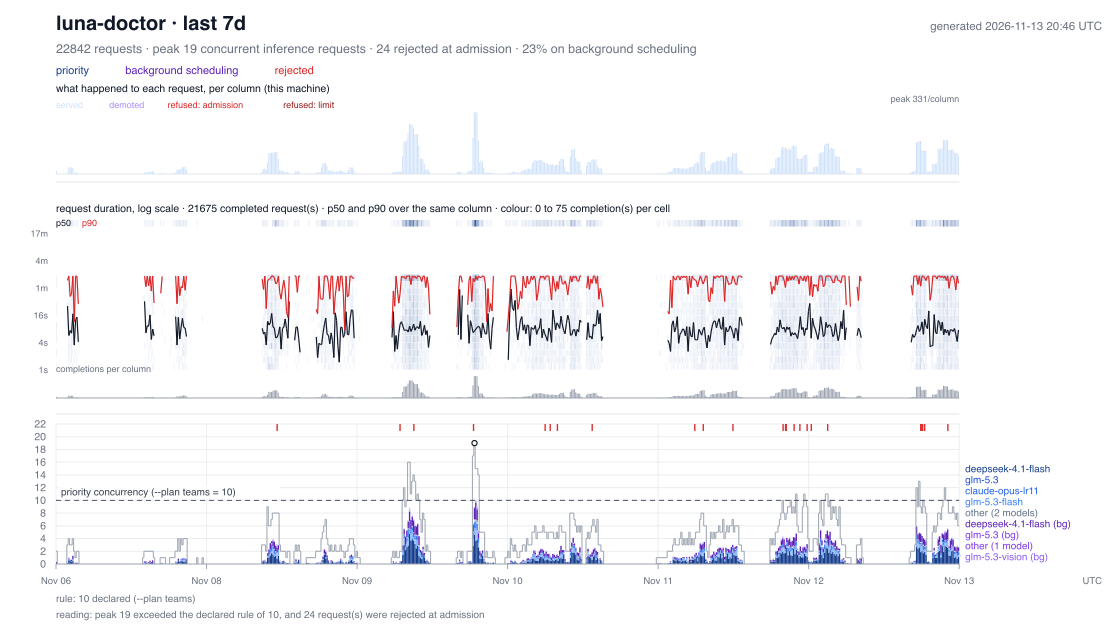 luna-doctor · last 7d
generated 2026-11-13 20:46 UTC
22842 requests · peak 19 concurrent inference requests · 24 rejected at admission · 23% on background scheduling
priority background scheduling rejected
what happened to each request, per column (this machine)
served demoted refused: admission refused: limit
peak 331/column
request duration, log scale · 21675 completed request(s) · p50 and p90 over the same column · colour: 0 to 75 completion(s) per cell
p50 p90
17m
4m
1m
16s
4s
1s
completions per column
22
20
18
16
14
12
10
8
6
4
2
0
priority concurrency (--plan teams = 10)
deepseek-4.1-flash
glm-5.3
claude-opus-lr11
glm-5.3-flash
other (2 models)
deepseek-4.1-flash (bg)
glm-5.3 (bg)
other (1 model)
glm-5.3-vision (bg)
Nov 06 Nov 08 Nov 09 Nov 10 Nov 11 Nov 12 Nov 13 UTC
rule: 10 declared (--plan teams)
reading: peak 19 exceeded the declared rule of 10, and 24 request(s) were rejected at admission